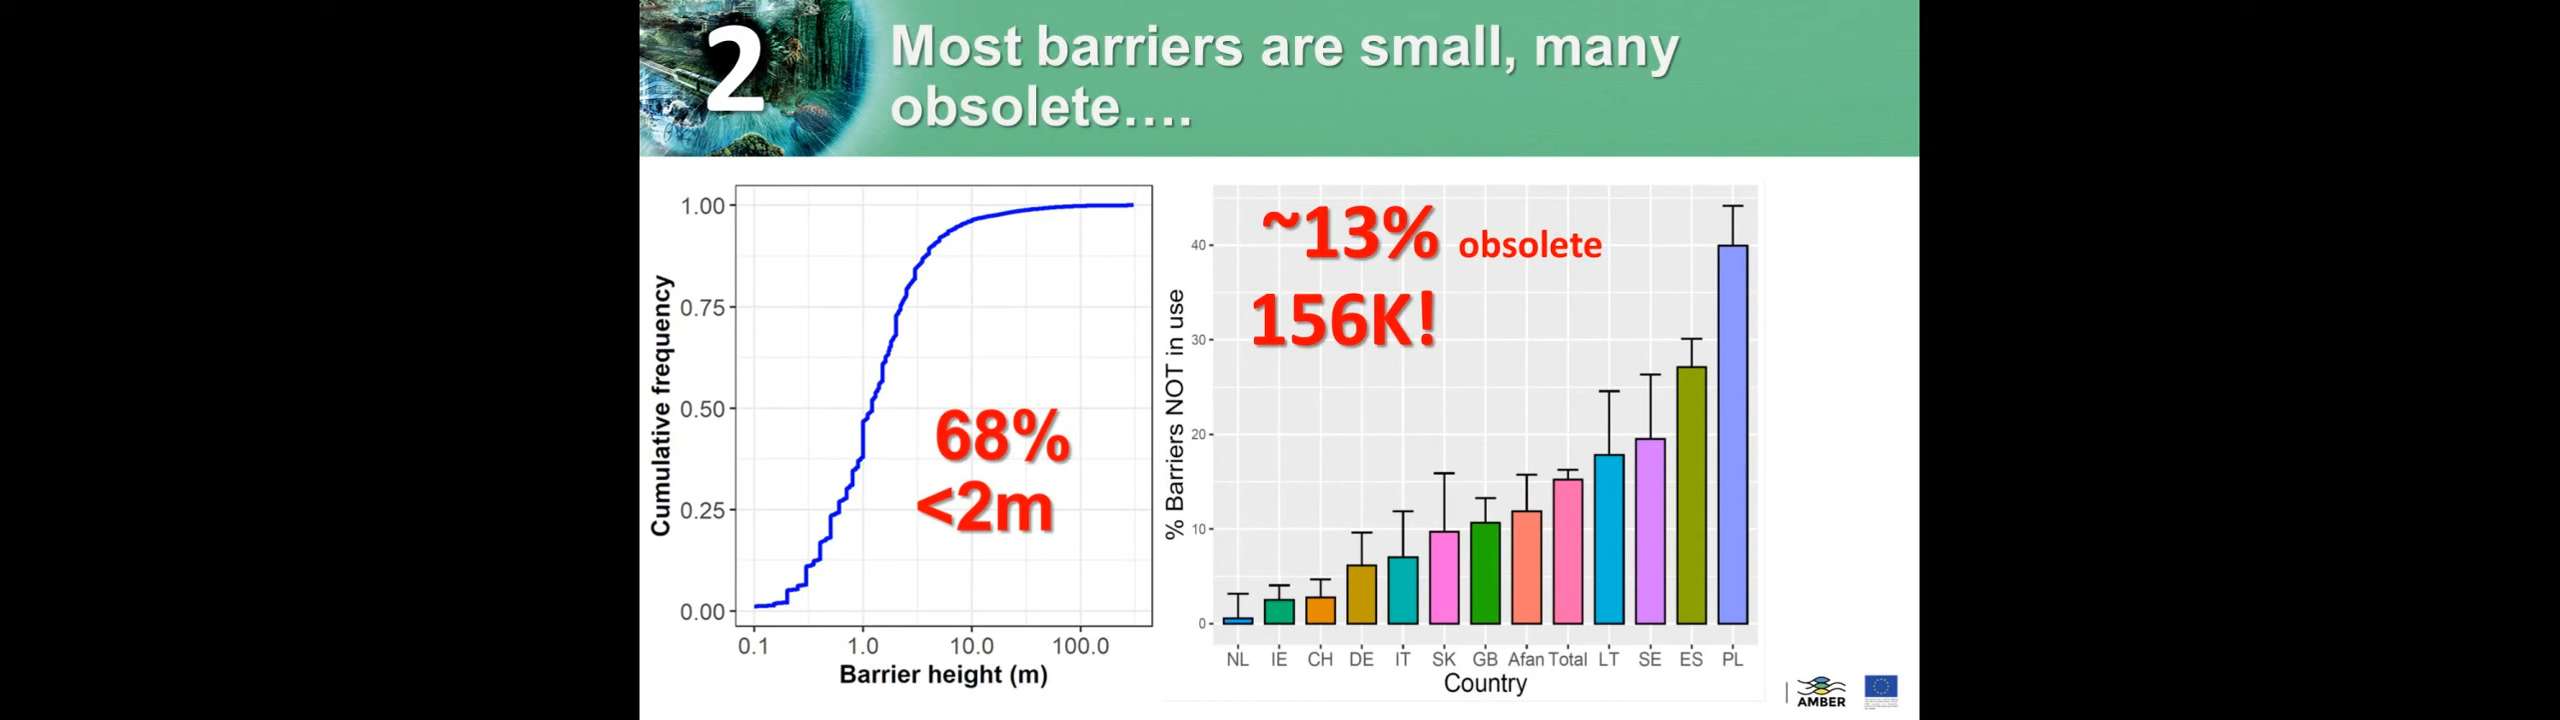 2
Most barriers are small, many
obsolete....
Cumulative frequency
1.00
0.75
0.50
0.25
0.00
0.1 1.0 10.0 100.0
Barrier height (m)
68%
<2m
% Barriers NOT in use
40
30
20
10
0
~13% obsolete
156K!
NL IE CH DE IT SK GB Afan Total LT SE ES PL
Country
AMBER